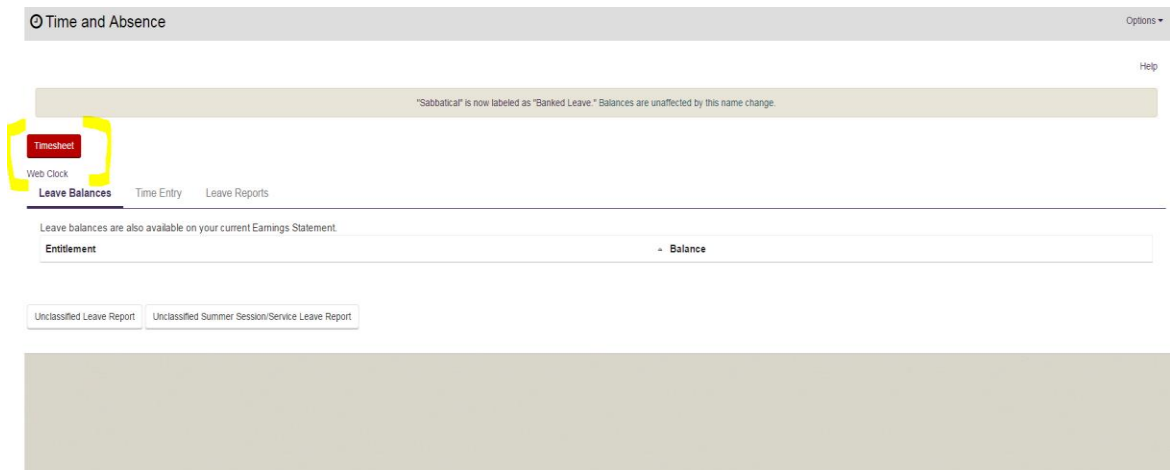 Time and Absence
Options
Help
"Sabbatical" is now labeled as "Banked Leave." Balances are unaffected by this name change.
Timesheet
Web Clock
Leave Balances Time Entry Leave Reports
Leave balances are also available on your current Earnings Statement.
Entitlement Balance
Unclassified Leave Report Unclassified Summer Session/Service Leave Report